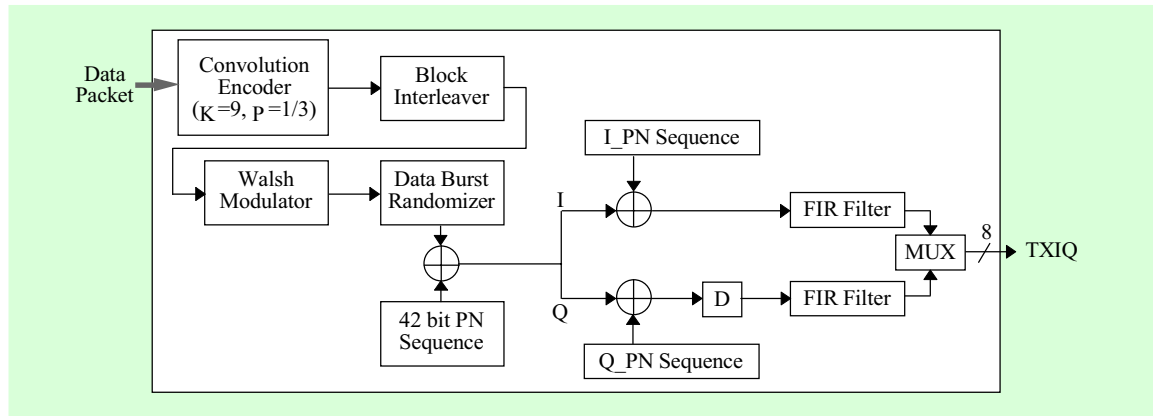 Data
Packet
Convolution
Encoder
(K=9, P=1/3)
Block
Interleaver
I_PN Sequence
Walsh
Modulator
Data Burst
Randomizer
I
FIR Filter
MUX
8
TXIQ
Q
D
FIR Filter
42 bit PN
Sequence
Q_PN Sequence